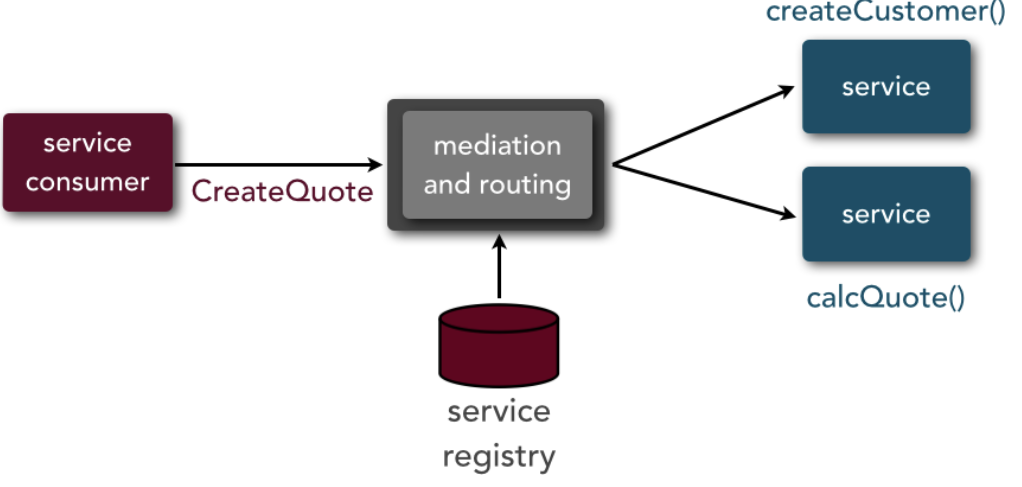 createCustomer()
service
service
consumer
CreateQuote
mediation
and routing
service
calcQuote()
service
registry